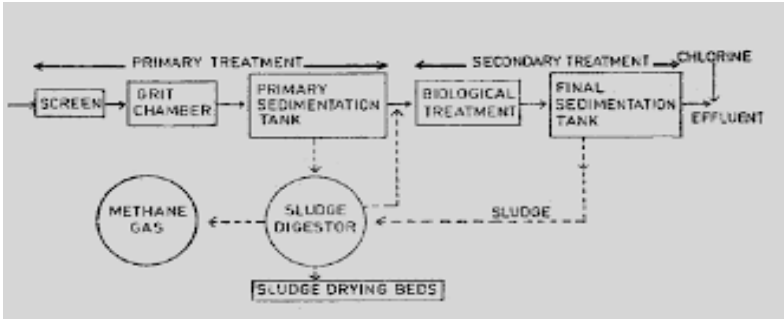 PRIMARY TREATMENT
SECONDARY TREATMENT
CHLORINE
SCREEN
GRIT
CHAMBER
PRIMARY
SEDIMENTATION
TANK
BIOLOGICAL
TREATMENT
FINAL
SEDIMENTATION
TANK
EFFLUENT
METHANE
GAS
SLUDGE
DIGESTOR
SLUDGE
SLUDGE DRYING BEDS